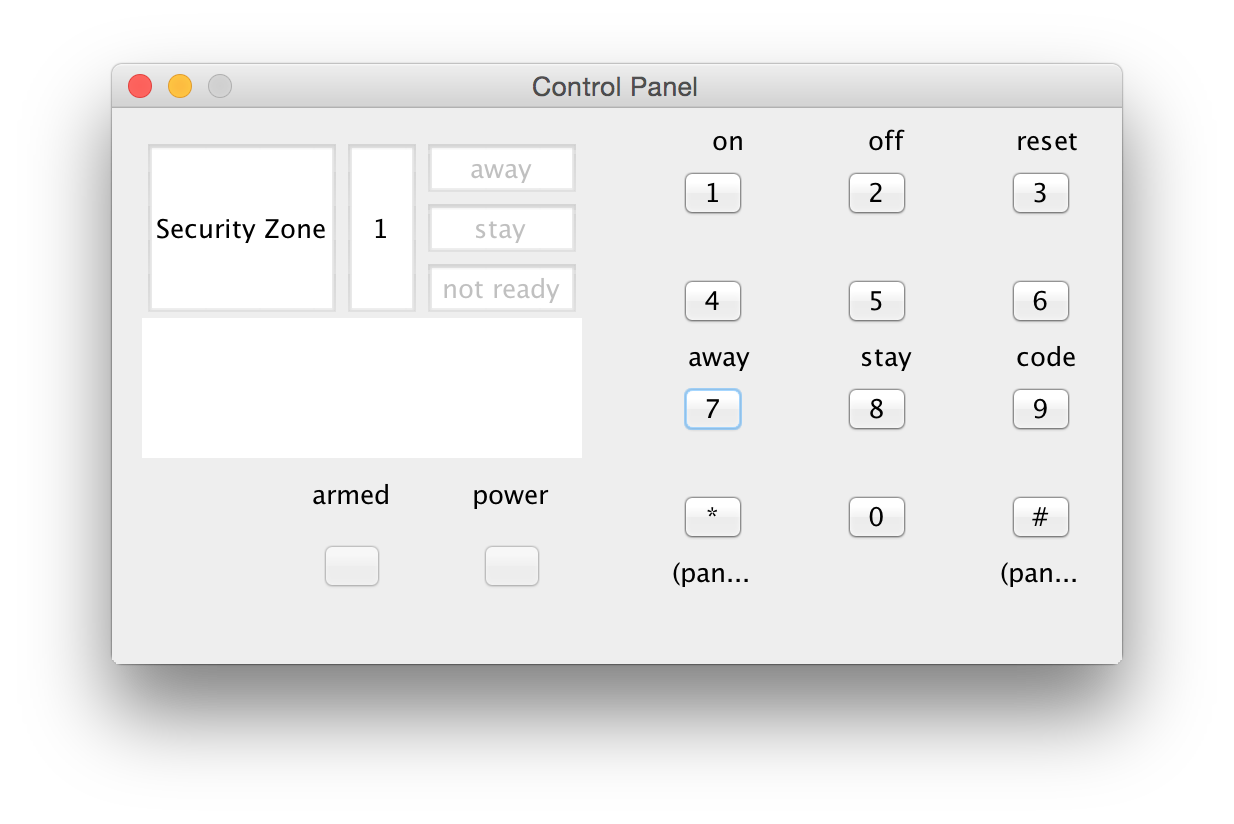 Control Panel
Security Zone
1
away
stay
not ready
armed power
on off reset
1 2 3
4 5 6
away stay code
7 8 9
* 0 #
(pan... (pan...